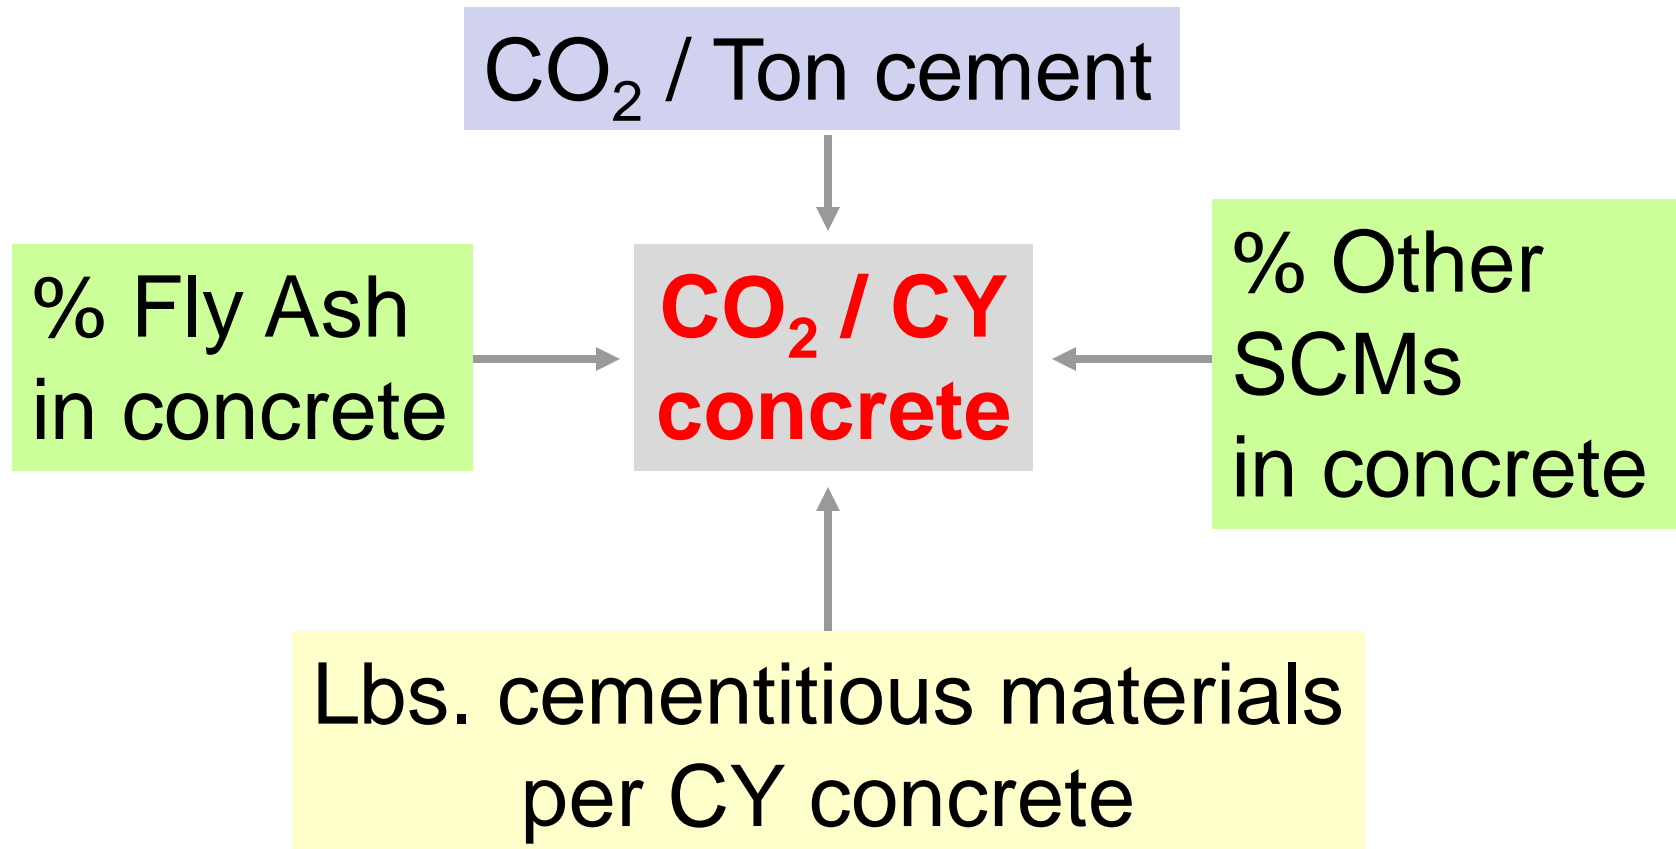 CO₂ / Ton cement
% Fly Ash
in concrete
CO₂ / CY
concrete
% Other
SCMs
in concrete
Lbs. cementitious materials
per CY concrete